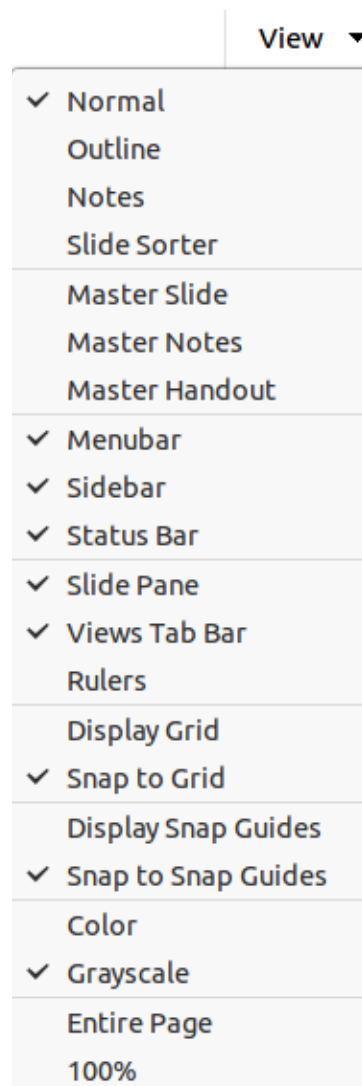 View
Normal
Outline
Notes
Slide Sorter
Master Slide
Master Notes
Master Handout
Menubar
Sidebar
Status Bar
Slide Pane
Views Tab Bar
Rulers
Display Grid
Snap to Grid
Display Snap Guides
Snap to Snap Guides
Color
Grayscale
Entire Page
100%